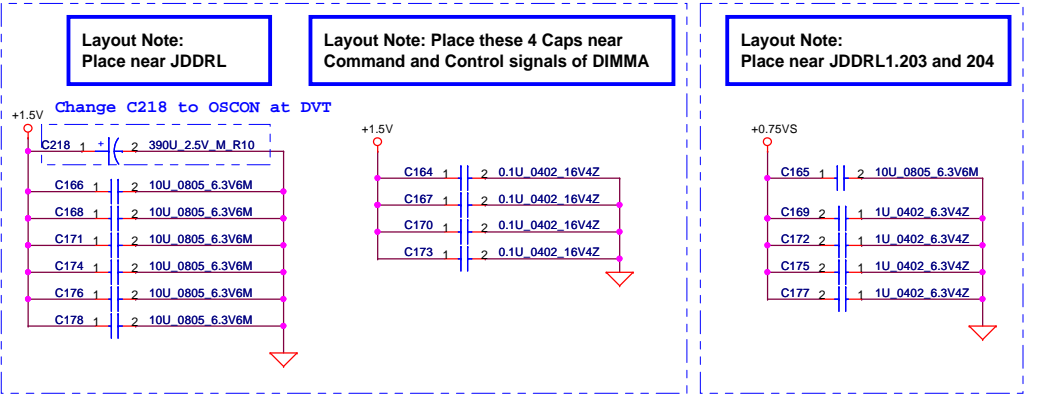 Layout Note:
Place near JDDRL
Layout Note: Place these 4 Caps near
Command and Control signals of DIMMA
Layout Note:
Place near JDDRL1.203 and 204
Change C218 to OSCON at DVT
+1.5V
C218 1 + 2 390U_2.5V_M_R10
C166 1 2 10U_0805_6.3V6M
C168 1 2 10U_0805_6.3V6M
C171 1 2 10U_0805_6.3V6M
C174 1 2 10U_0805_6.3V6M
C176 1 2 10U_0805_6.3V6M
C178 1 2 10U_0805_6.3V6M
+1.5V
C164 1 2 0.1U_0402_16V4Z
C167 1 2 0.1U_0402_16V4Z
C170 1 2 0.1U_0402_16V4Z
C173 1 2 0.1U_0402_16V4Z
+0.75VS
C165 1 2 10U_0805_6.3V6M
C169 2 1 1U_0402_6.3V4Z
C172 2 1 1U_0402_6.3V4Z
C175 2 1 1U_0402_6.3V4Z
C177 2 1 1U_0402_6.3V4Z